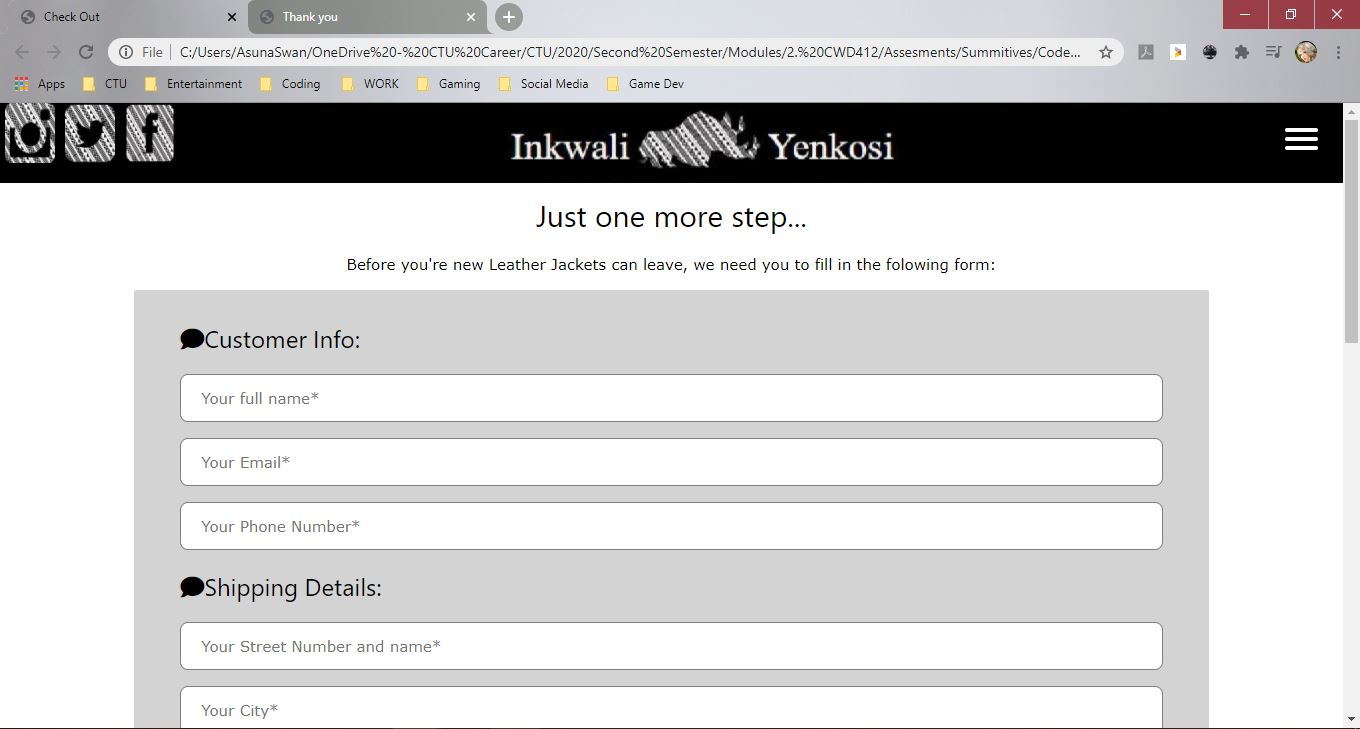 Check Out
Thank you
File
C:/Users/AsunaSwan/OneDrive%20-%20CTU%20Career/CTU/2020/Second%20Semester/Modules/2.%20CWD412/Assesments/Summitives/Code...
Apps
CTU
Entertainment
Coding
WORK
Gaming
Social Media
Game Dev
Inkwali Yenkosi
Just one more step...
Before you're new Leather Jackets can leave, we need you to fill in the folowing form:
Customer Info:
Your full name*
Your Email*
Your Phone Number*
Shipping Details:
Your Street Number and name*
Your City*